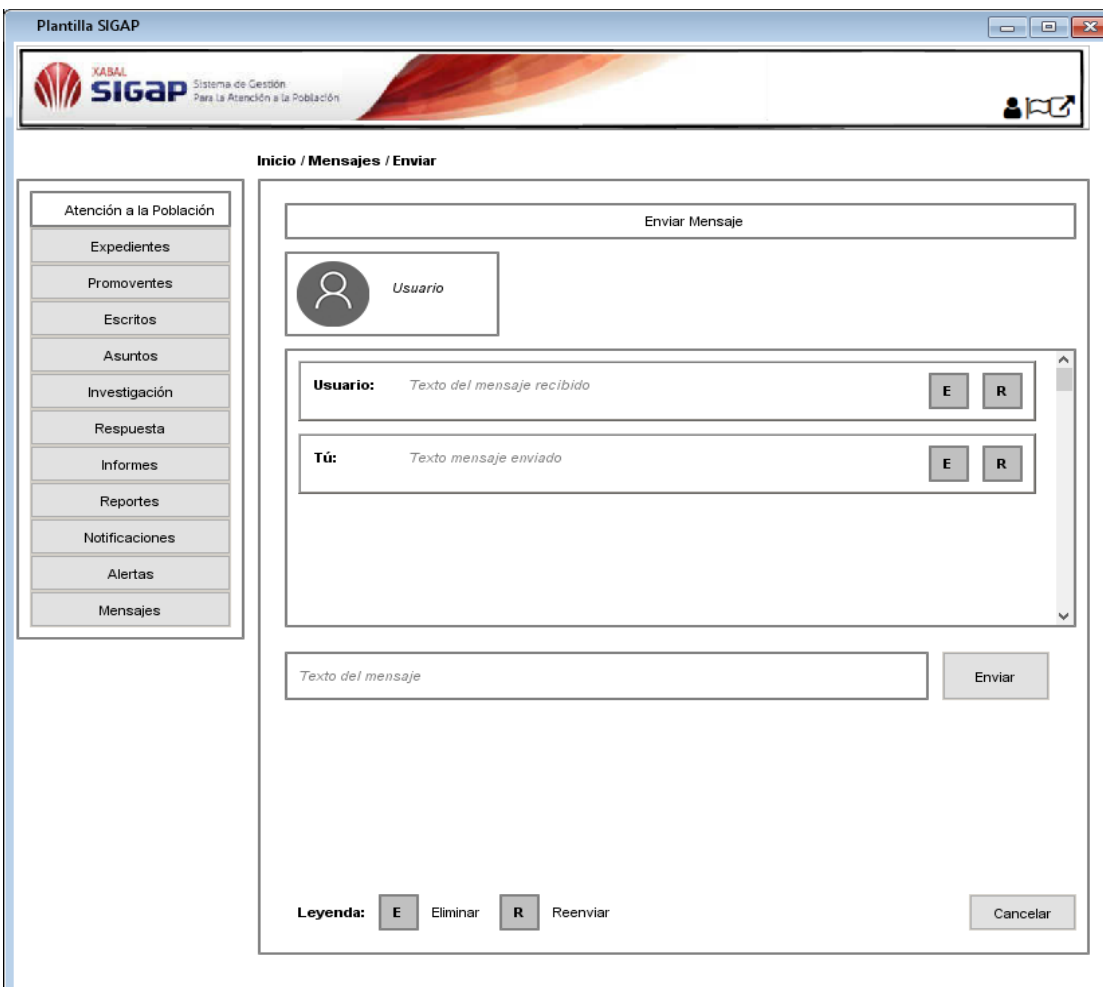 Plantilla SIGAP
XABAL
SIGAP
Sistema de Gestión
Para la Atención a la Población
Inicio / Mensajes / Enviar
Atención a la Población
Expedientes
Promoventes
Escritos
Asuntos
Investigación
Respuesta
Informes
Reportes
Notificaciones
Alertas
Mensajes
Enviar Mensaje
Usuario
Usuario: Texto del mensaje recibido E R
Tú: Texto mensaje enviado E R
Texto del mensaje Enviar
Leyenda: E Eliminar R Reenviar Cancelar